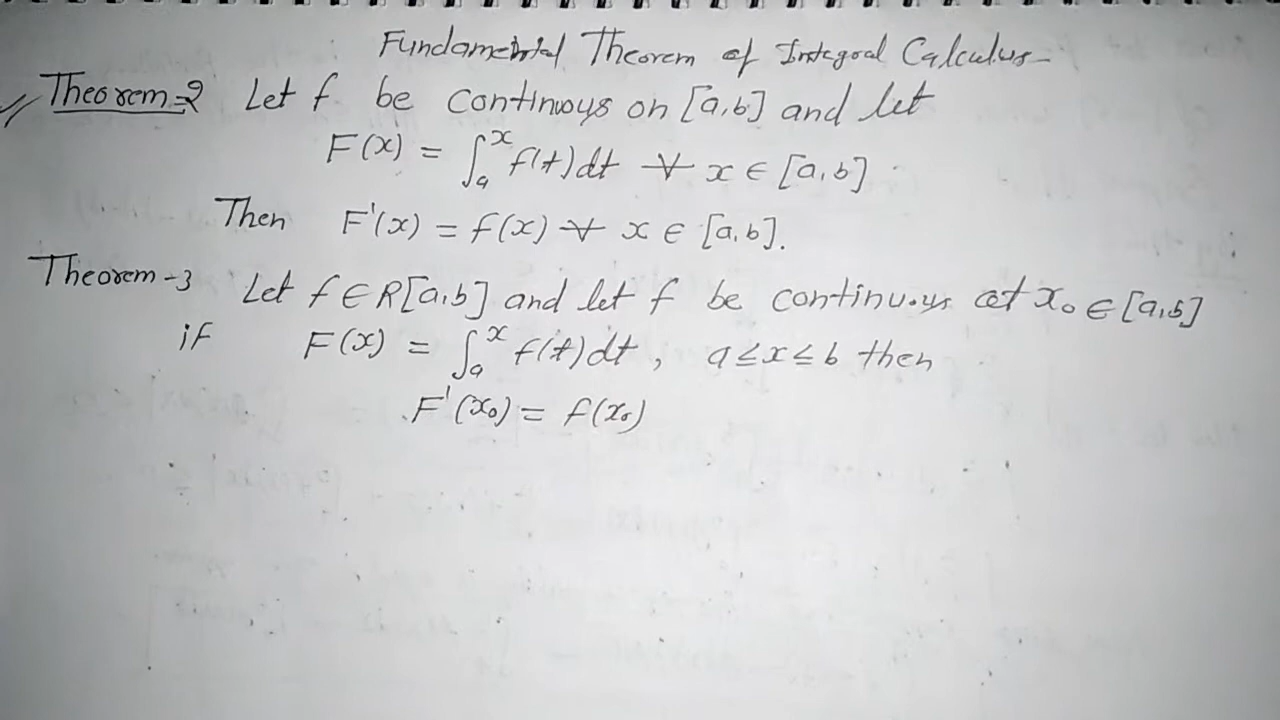 Fundamental Theorem of Integral Calculus-
Theorem-2 Let f be continuous on [a,b] and let
F(x) = ∫ₐˣ f(t)dt ∀ x ∈ [a,b]
Then F'(x) = f(x) ∀ x ∈ [a,b].
Theorem-3 Let f ∈ R[a,b] and let f be continuous at x₀ ∈ [a,b]
if F(x) = ∫ₐˣ f(t)dt, a ≤ x ≤ b then
F'(x₀) = f(x₀)